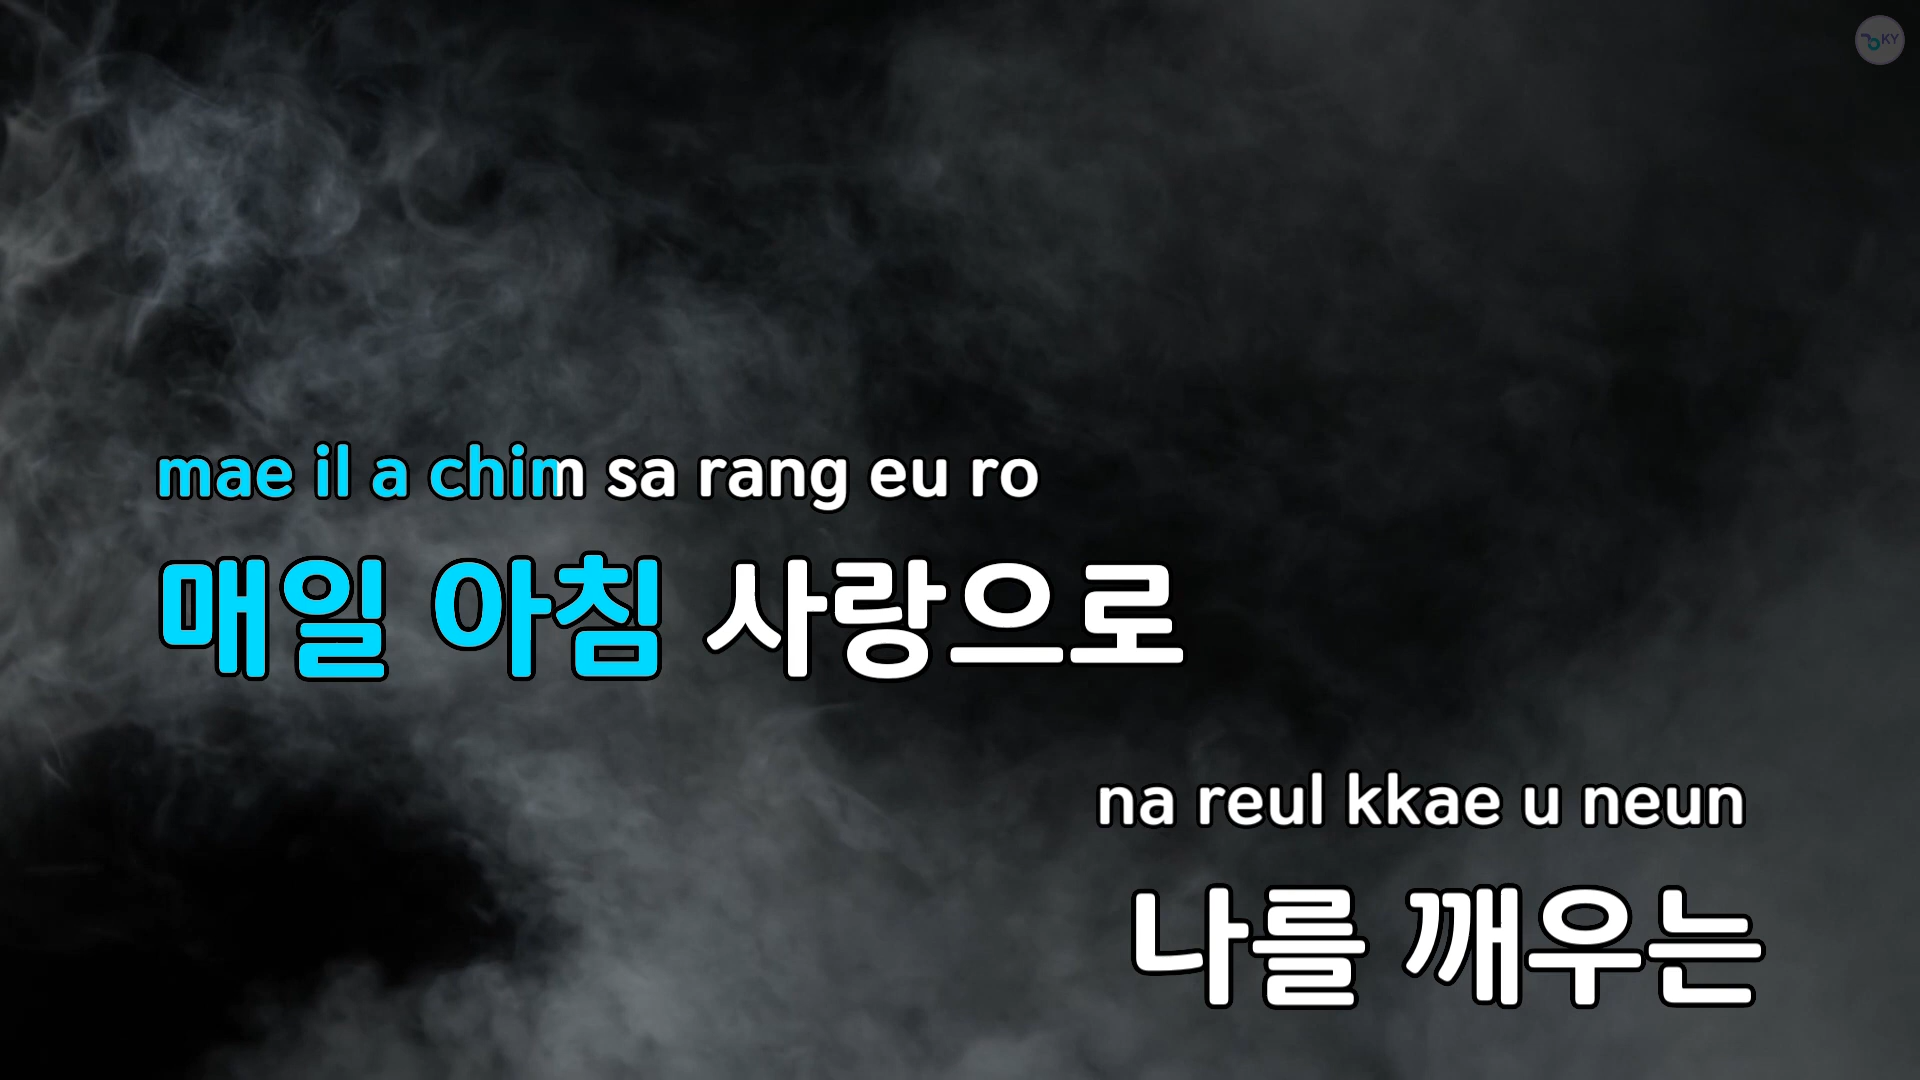 KY
mae il a chim sa rang eu ro
매일 아침 사랑으로
na reul kkae u neun
나를 깨우는